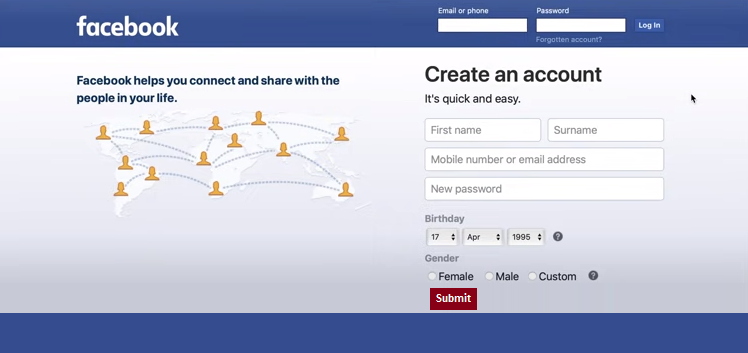 facebook
Email or phone
Password
Log In
Forgotten account?
Facebook helps you connect and share with the
people in your life.
Create an account
It's quick and easy.
First name
Surname
Mobile number or email address
New password
Birthday
17
Apr
1995
?
Gender
Female
Male
Custom
?
Submit